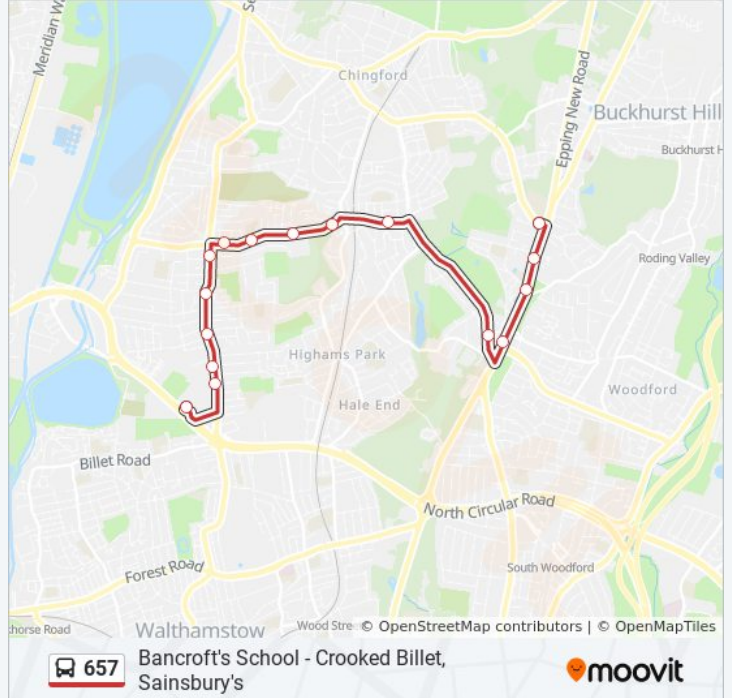 Meridian W
Chingford
Epping New Road
Buckhurst Hill
Buckhurst H
Roding Valley
Highams Park
Woodford
Hale End
Billet Road
North Circular Road
Forest Road
South Woodford
horse Road
Walthamstow
Wood Stre
© OpenStreetMap contributors | © OpenMapTiles
657
Bancroft's School - Crooked Billet,
Sainsbury's
moovit